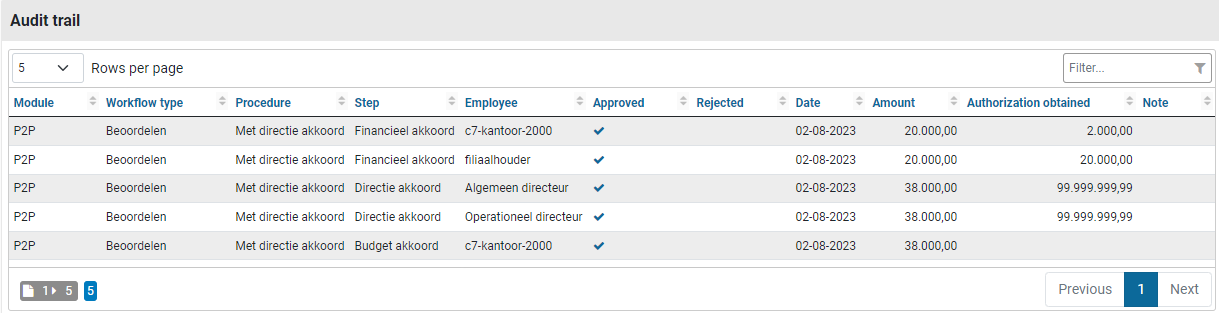 Audit trail
5 Rows per page Filter...
Module Workflow type Procedure Step Employee Approved Rejected Date Amount Authorization obtained Note
P2P Beoordelen Met directie akkoord Financieel akkoord c7-kantoor-2000 02-08-2023 20.000,00 2.000,00
P2P Beoordelen Met directie akkoord Financieel akkoord filiaalhouder 02-08-2023 20.000,00 20.000,00
P2P Beoordelen Met directie akkoord Directie akkoord Algemeen directeur 02-08-2023 38.000,00 99.999.999,99
P2P Beoordelen Met directie akkoord Directie akkoord Operationeel directeur 02-08-2023 38.000,00 99.999.999,99
P2P Beoordelen Met directie akkoord Budget akkoord c7-kantoor-2000 02-08-2023 38.000,00
1 5 5 Previous 1 Next